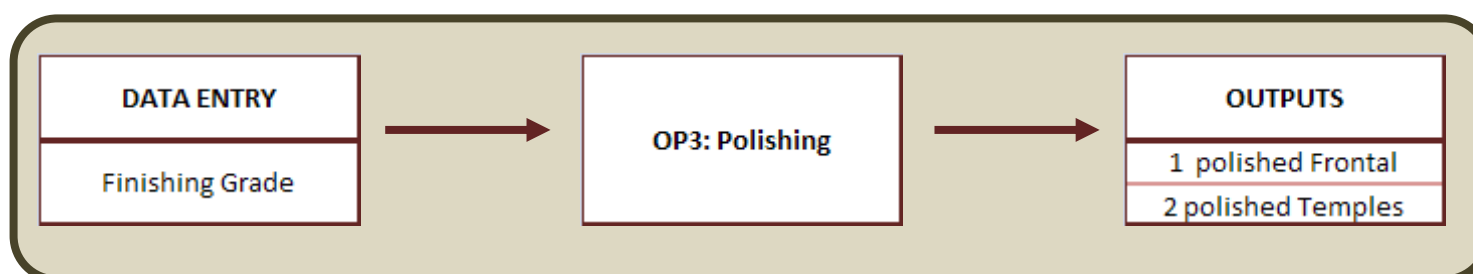 DATA ENTRY
Finishing Grade
OP3: Polishing
OUTPUTS
1 polished Frontal
2 polished Temples